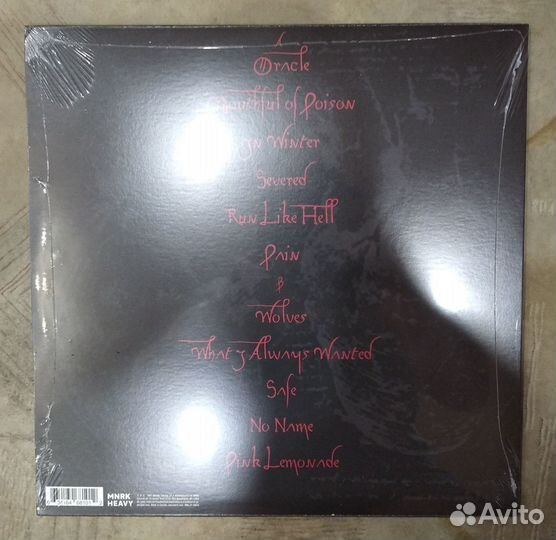 A
Oracle
Mouthful of Poison
In Winter
Severed
Run Like Hell
Pain
B
Wolves
What I Always Wanted
Safe
No Name
Pink Lemonade
MNRK
HEAVY
Avito